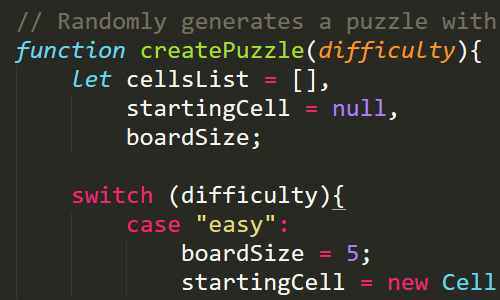 // Randomly generates a puzzle with
function createPuzzle(difficulty){
let cellsList = [],
startingCell = null,
boardSize;
switch (difficulty){
case "easy":
boardSize = 5;
startingCell = new Cell